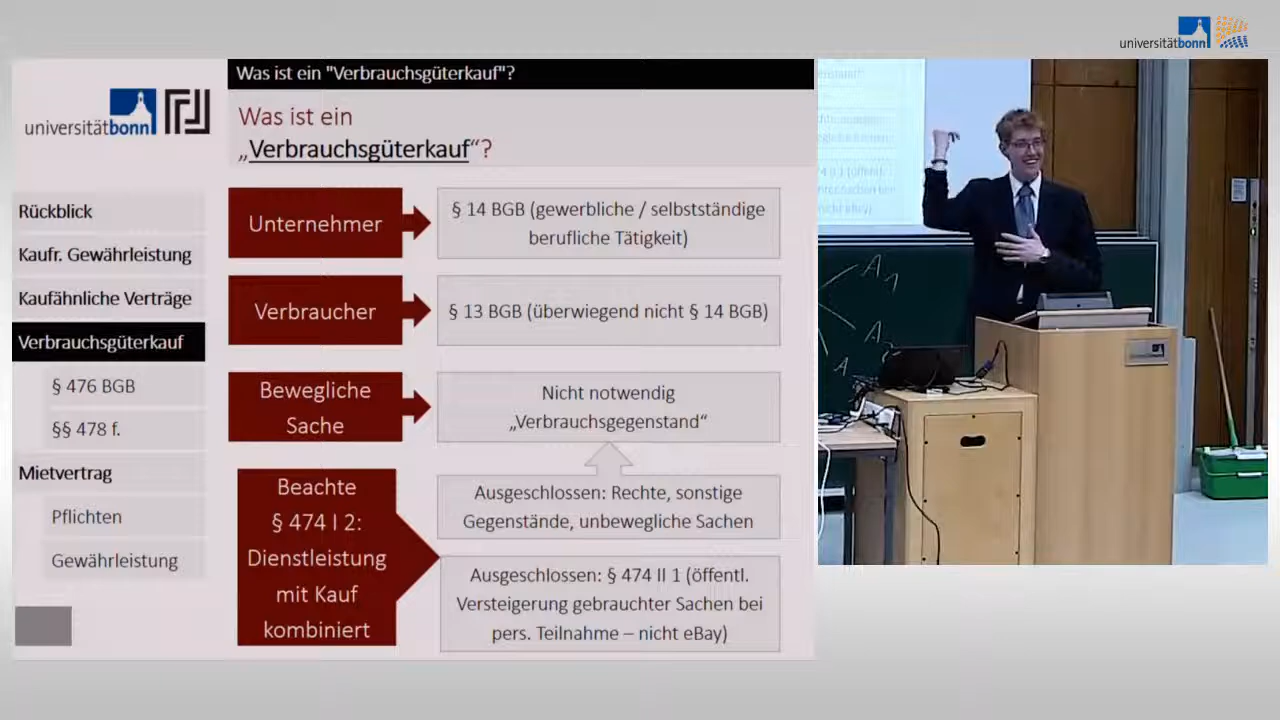 universitätbonn
Was ist ein "Verbrauchsgüterkauf"?
universitätbonn
Was ist ein
„Verbrauchsgüterkauf“?
Rückblick
Kaufr. Gewährleistung
Kaufähnliche Verträge
Verbrauchsgüterkauf
§ 476 BGB
§§ 478 f.
Mietvertrag
Pflichten
Gewährleistung
Unternehmer
§ 14 BGB (gewerbliche / selbstständige
berufliche Tätigkeit)
Verbraucher
§ 13 BGB (überwiegend nicht § 14 BGB)
Bewegliche
Sache
Nicht notwendig
„Verbrauchsgegenstand“
Beachte
§ 474 I 2:
Dienstleistung
mit Kauf
kombiniert
Ausgeschlossen: Rechte, sonstige
Gegenstände, unbewegliche Sachen
Ausgeschlossen: § 474 II 1 (öffentl.
Versteigerung gebrauchter Sachen bei
pers. Teilnahme – nicht eBay)
A1
A2
A